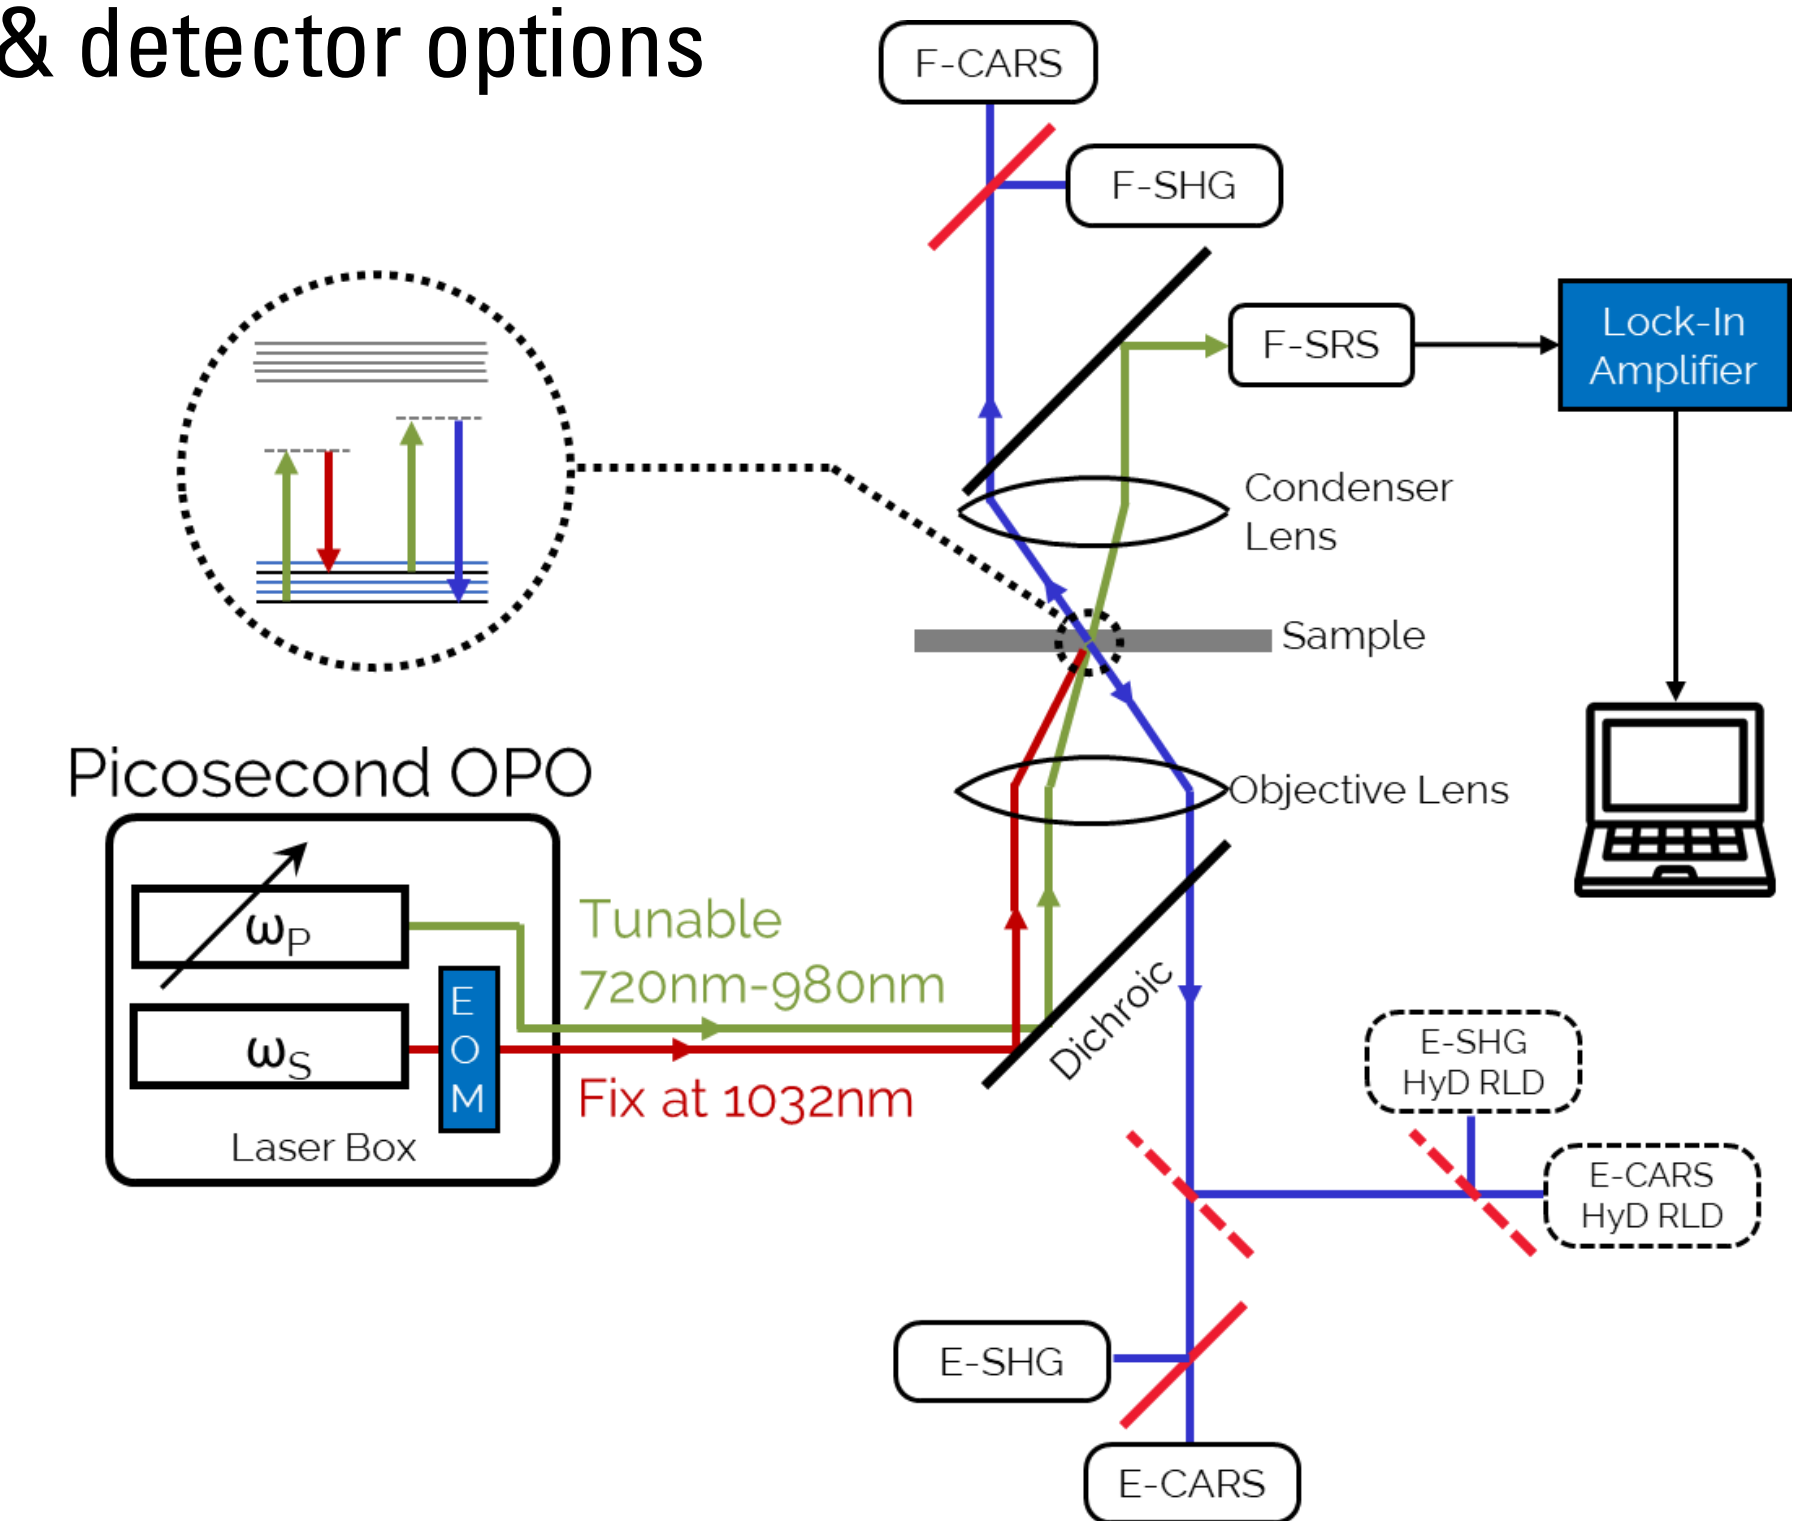 & detector options
F-CARS
F-SHG
F-SRS
Lock-In
Amplifier
Condenser
Lens
Sample
Objective Lens
Picosecond OPO
ωP
ωS
E
O
M
Laser Box
Tunable
720nm-980nm
Fix at 1032nm
Dichroic
E-SHG
HyD RLD
E-CARS
HyD RLD
E-SHG
E-CARS